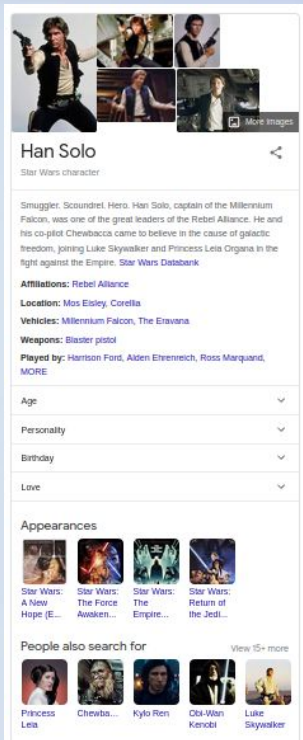 More images
Han Solo
Star Wars character
Smuggler. Scoundrel. Hero. Han Solo, captain of the Millennium
Falcon, was one of the great leaders of the Rebel Alliance. He and
his co-pilot Chewbacca came to believe in the cause of galactic
freedom, joining Luke Skywalker and Princess Leia Organa in the
fight against the Empire. Star Wars Databank
Affiliations: Rebel Alliance
Location: Mos Eisley, Corellia
Vehicles: Millennium Falcon, The Eravana
Weapons: Blaster pistol
Played by: Harrison Ford, Alden Ehrenreich, Ross Marquand,
MORE
Age
Personality
Birthday
Love
Appearances
Star Wars: A New Hope (E...
Star Wars: The Force Awaken...
Star Wars: The Empire...
Star Wars: Return of the Jedi...
People also search for
View 15+ more
Princess Leia
Chewba...
Kylo Ren
Obi-Wan Kenobi
Luke Skywalker